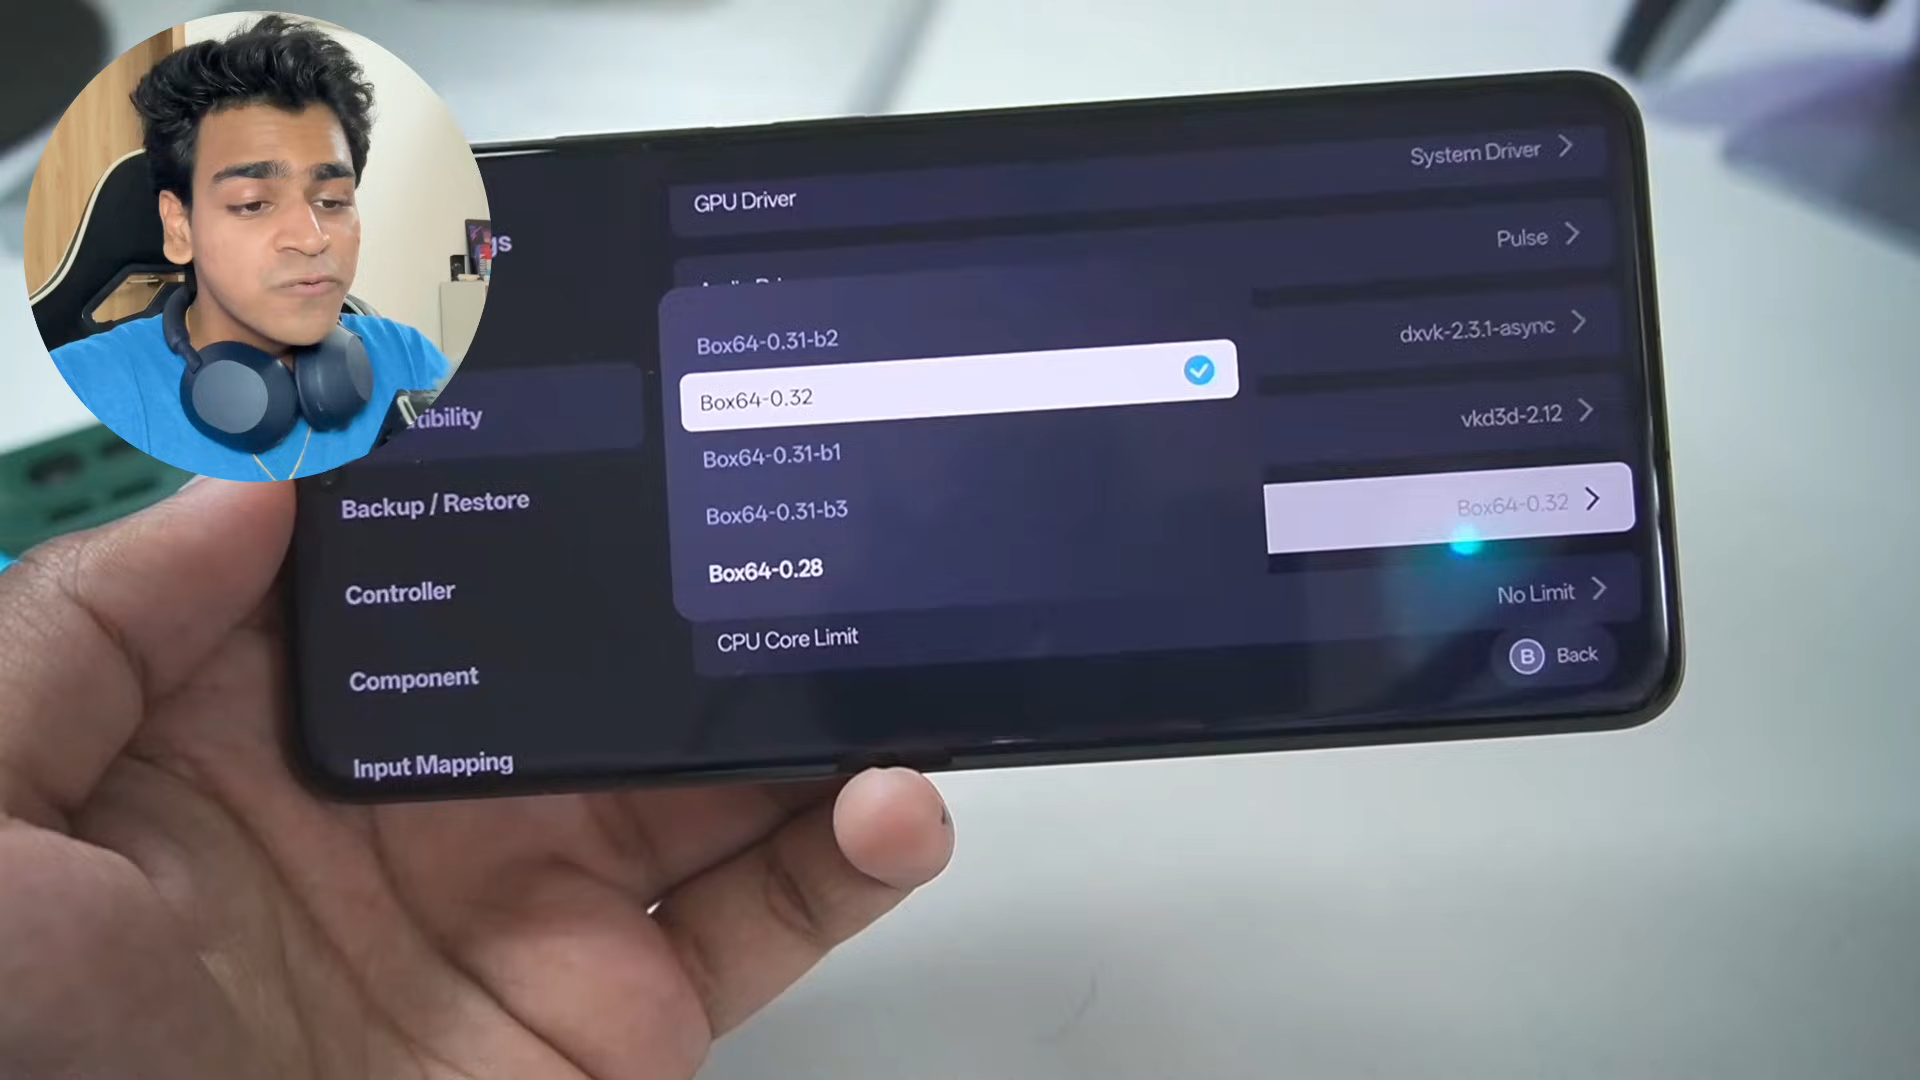 gs
tibility
Backup / Restore
Controller
Component
Input Mapping
GPU Driver
System Driver
Pulse
dxvk-2.3.1-async
vkd3d-2.12
Box64-0.32
Box64-0.31-b2
Box64-0.32
Box64-0.31-b1
Box64-0.31-b3
Box64-0.28
CPU Core Limit
No Limit
B Back